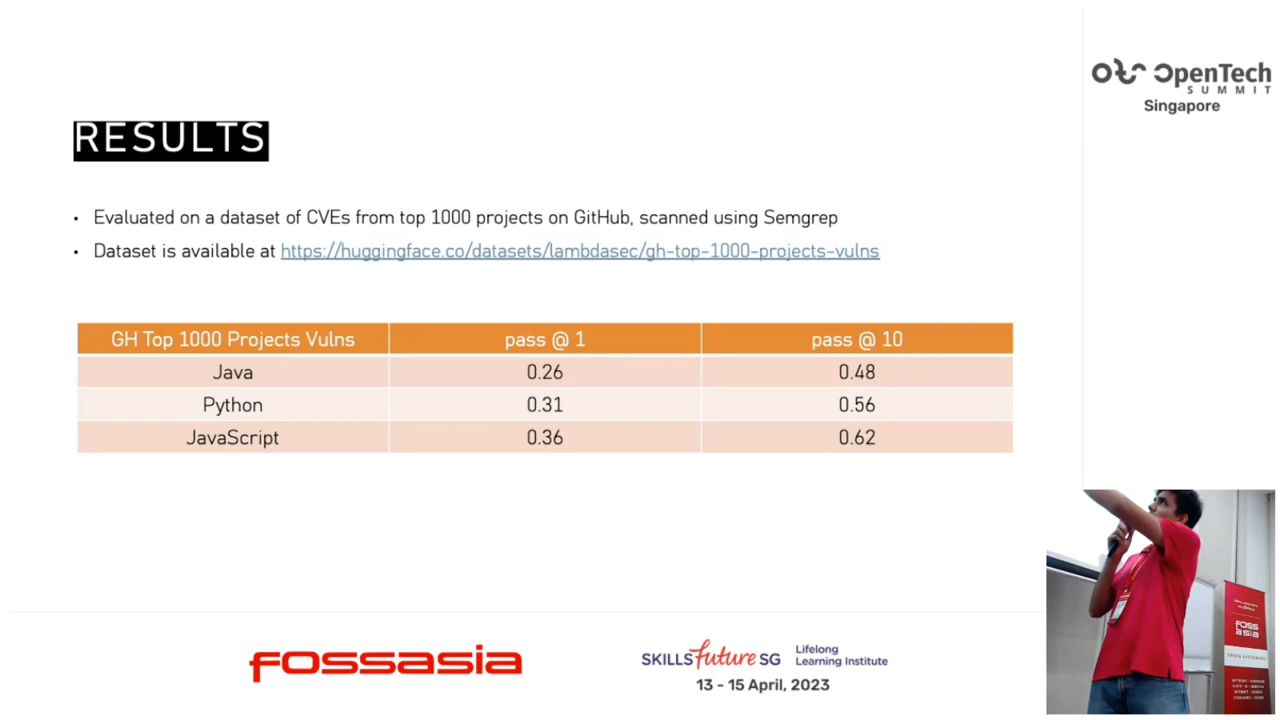 OpenTech
SUMMIT
Singapore
RESULTS
• Evaluated on a dataset of CVEs from top 1000 projects on GitHub, scanned using Semgrep
• Dataset is available at https://huggingface.co/datasets/lambdasec/gh-top-1000-projects-vulns
GH Top 1000 Projects Vulns pass @ 1 pass @ 10
Java 0.26 0.48
Python 0.31 0.56
JavaScript 0.36 0.62
fossasia
SKILLSfuture SG
Lifelong
Learning Institute
13 - 15 April, 2023
foss
asia